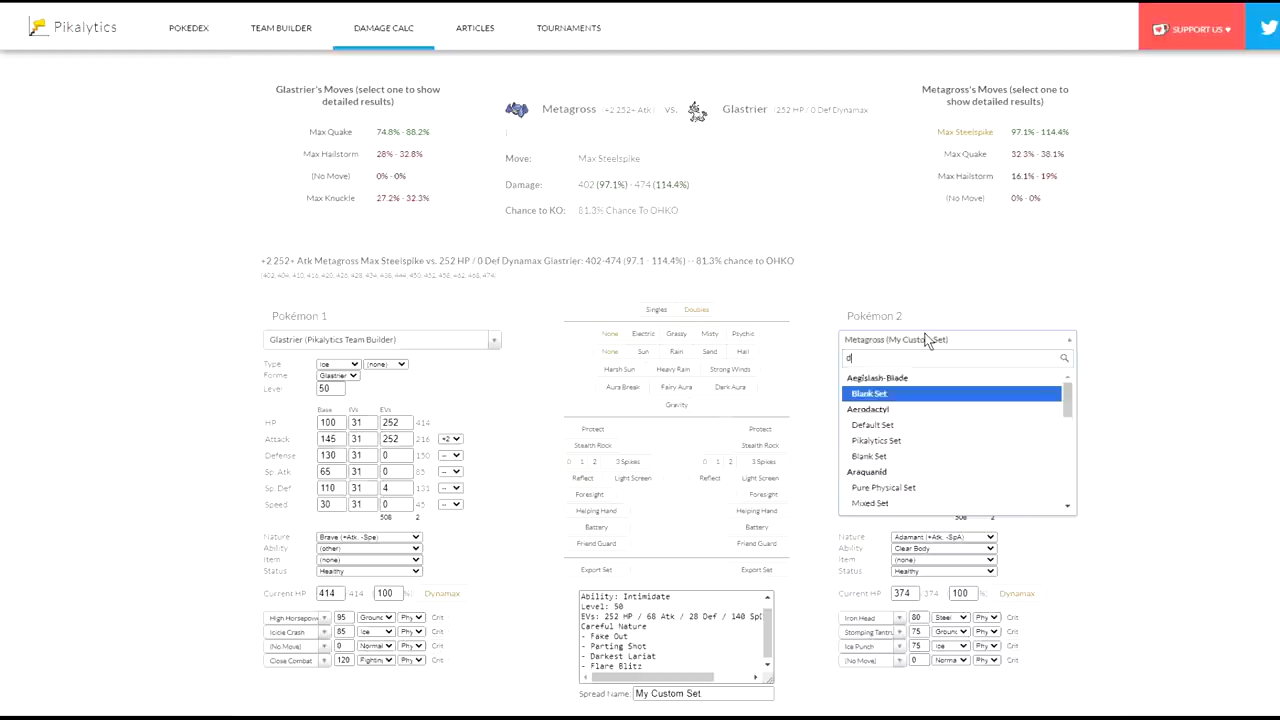 Pikalytics
POKEDEX
TEAM BUILDER
DAMAGE CALC
ARTICLES
TOURNAMENTS
SUPPORT US ♥
Glastrier's Moves (select one to show
detailed results)
Max Quake 74.8% - 88.2%
Max Hailstorm 28% - 32.8%
(No Move) 0% - 0%
Max Knuckle 27.2% - 32.3%
Metagross (+2 252+ Atk ) vs. Glastrier (252 HP / 0 Def Dynamax
)
Move: Max Steelspike
Damage: 402 (97.1%) - 474 (114.4%)
Chance to KO: 81.3% Chance To OHKO
Metagross's Moves (select one to
show detailed results)
Max Steelspike 97.1% - 114.4%
Max Quake 32.3% - 38.1%
Max Hailstorm 16.1% - 19%
(No Move) 0% - 0%
+2 252+ Atk Metagross Max Steelspike vs. 252 HP / 0 Def Dynamax Glastrier: 402-474 (97.1 - 114.4%) -- 81.3% chance to OHKO
Pokémon 1
Glastrier (Pikalytics Team Builder)
Type Ice (none)
Forme Glastrier
Level 50
Base IVs EVs
HP 100 31 252 414
Attack 145 31 252 216 +2
Defense 130 31 0 150 --
Sp. Atk 65 31 0 85 --
Sp. Def 110 31 4 131 --
Speed 30 31 0 45 --
508 2
Nature Brave (+Atk, -Spe)
Ability (other)
Item (none)
Status Healthy
Current HP 414 / 414 ( 100 %) Dynamax
High Horsepow 95 Ground Phy Crit
Icicle Crash 85 Ice Phy Crit
(No Move) 0 Normal Phy Crit
Close Combat 120 Fightin Phy Crit
Singles Doubles
None Electric Grassy Misty Psychic
None Sun Rain Sand Hail
Harsh Sun Heavy Rain Strong Winds
Aura Break Fairy Aura Dark Aura
Gravity
Protect Protect
Stealth Rock Stealth Rock
0 1 2 3 Spikes 0 1 2 3 Spikes
Reflect Light Screen Reflect Light Screen
Foresight Foresight
Helping Hand Helping Hand
Battery Battery
Friend Guard Friend Guard
Export Set Export Set
Ability: Intimidate
Level: 50
EVs: 252 HP / 68 Atk / 28 Def / 140 SpD
Careful Nature
- Fake Out
- Parting Shot
- Darkest Lariat
- Flare Blitz
Spread Name: My Custom Set
Pokémon 2
Metagross (My Custom Set)
d
Aegislash-Blade
Blank Set
Aerodactyl
Default Set
Pikalytics Set
Blank Set
Araquanid
Pure Physical Set
Mixed Set
508 2
Nature Adamant (+Atk, -SpA)
Ability Clear Body
Item (none)
Status Healthy
Current HP 374 / 374 ( 100 %) Dynamax
Iron Head 80 Steel Phy Crit
Stomping Tantru 75 Ground Phy Crit
Ice Punch 75 Ice Phy Crit
(No Move) 0 Norma Phy Crit